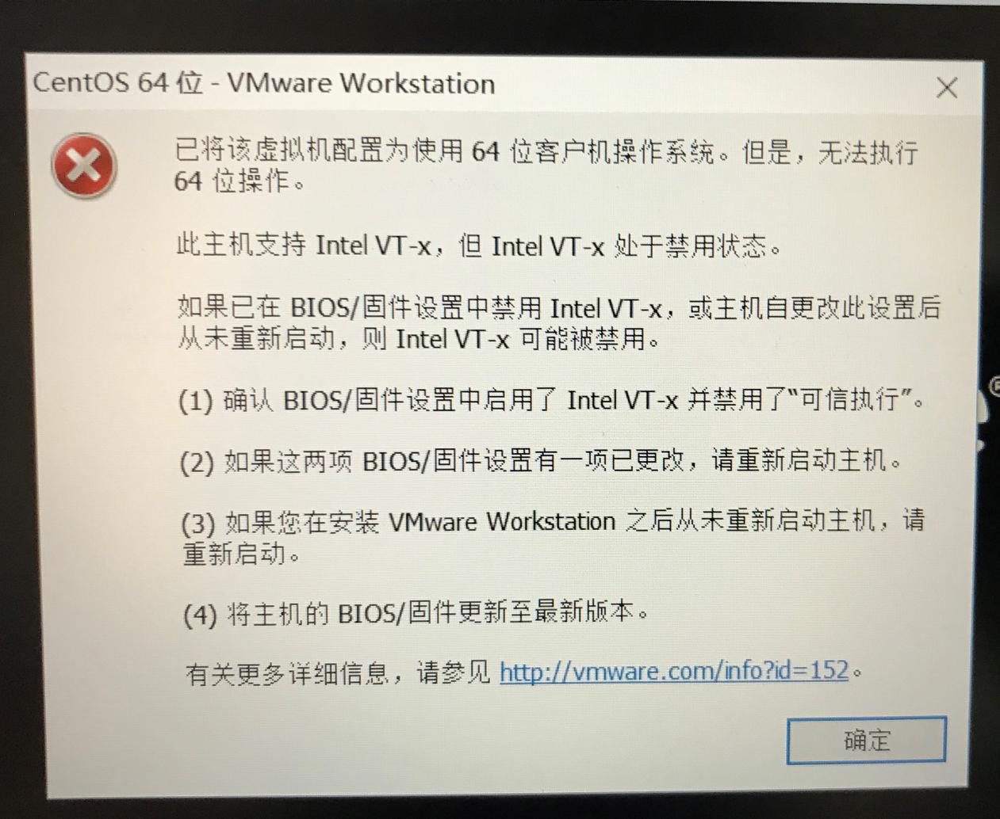 CentOS 64 位 - VMware Workstation
已将该虚拟机配置为使用 64 位客户机操作系统。但是，无法执行
64 位操作。
此主机支持 Intel VT-x，但 Intel VT-x 处于禁用状态。
如果已在 BIOS/固件设置中禁用 Intel VT-x，或主机自更改此设置后
从未重新启动，则 Intel VT-x 可能被禁用。
(1) 确认 BIOS/固件设置中启用了 Intel VT-x 并禁用了“可信执行”。
(2) 如果这两项 BIOS/固件设置有一项已更改，请重新启动主机。
(3) 如果您在安装 VMware Workstation 之后从未重新启动主机，请
重新启动。
(4) 将主机的 BIOS/固件更新至最新版本。
有关更多详细信息，请参见 http://vmware.com/info?id=152。
确定